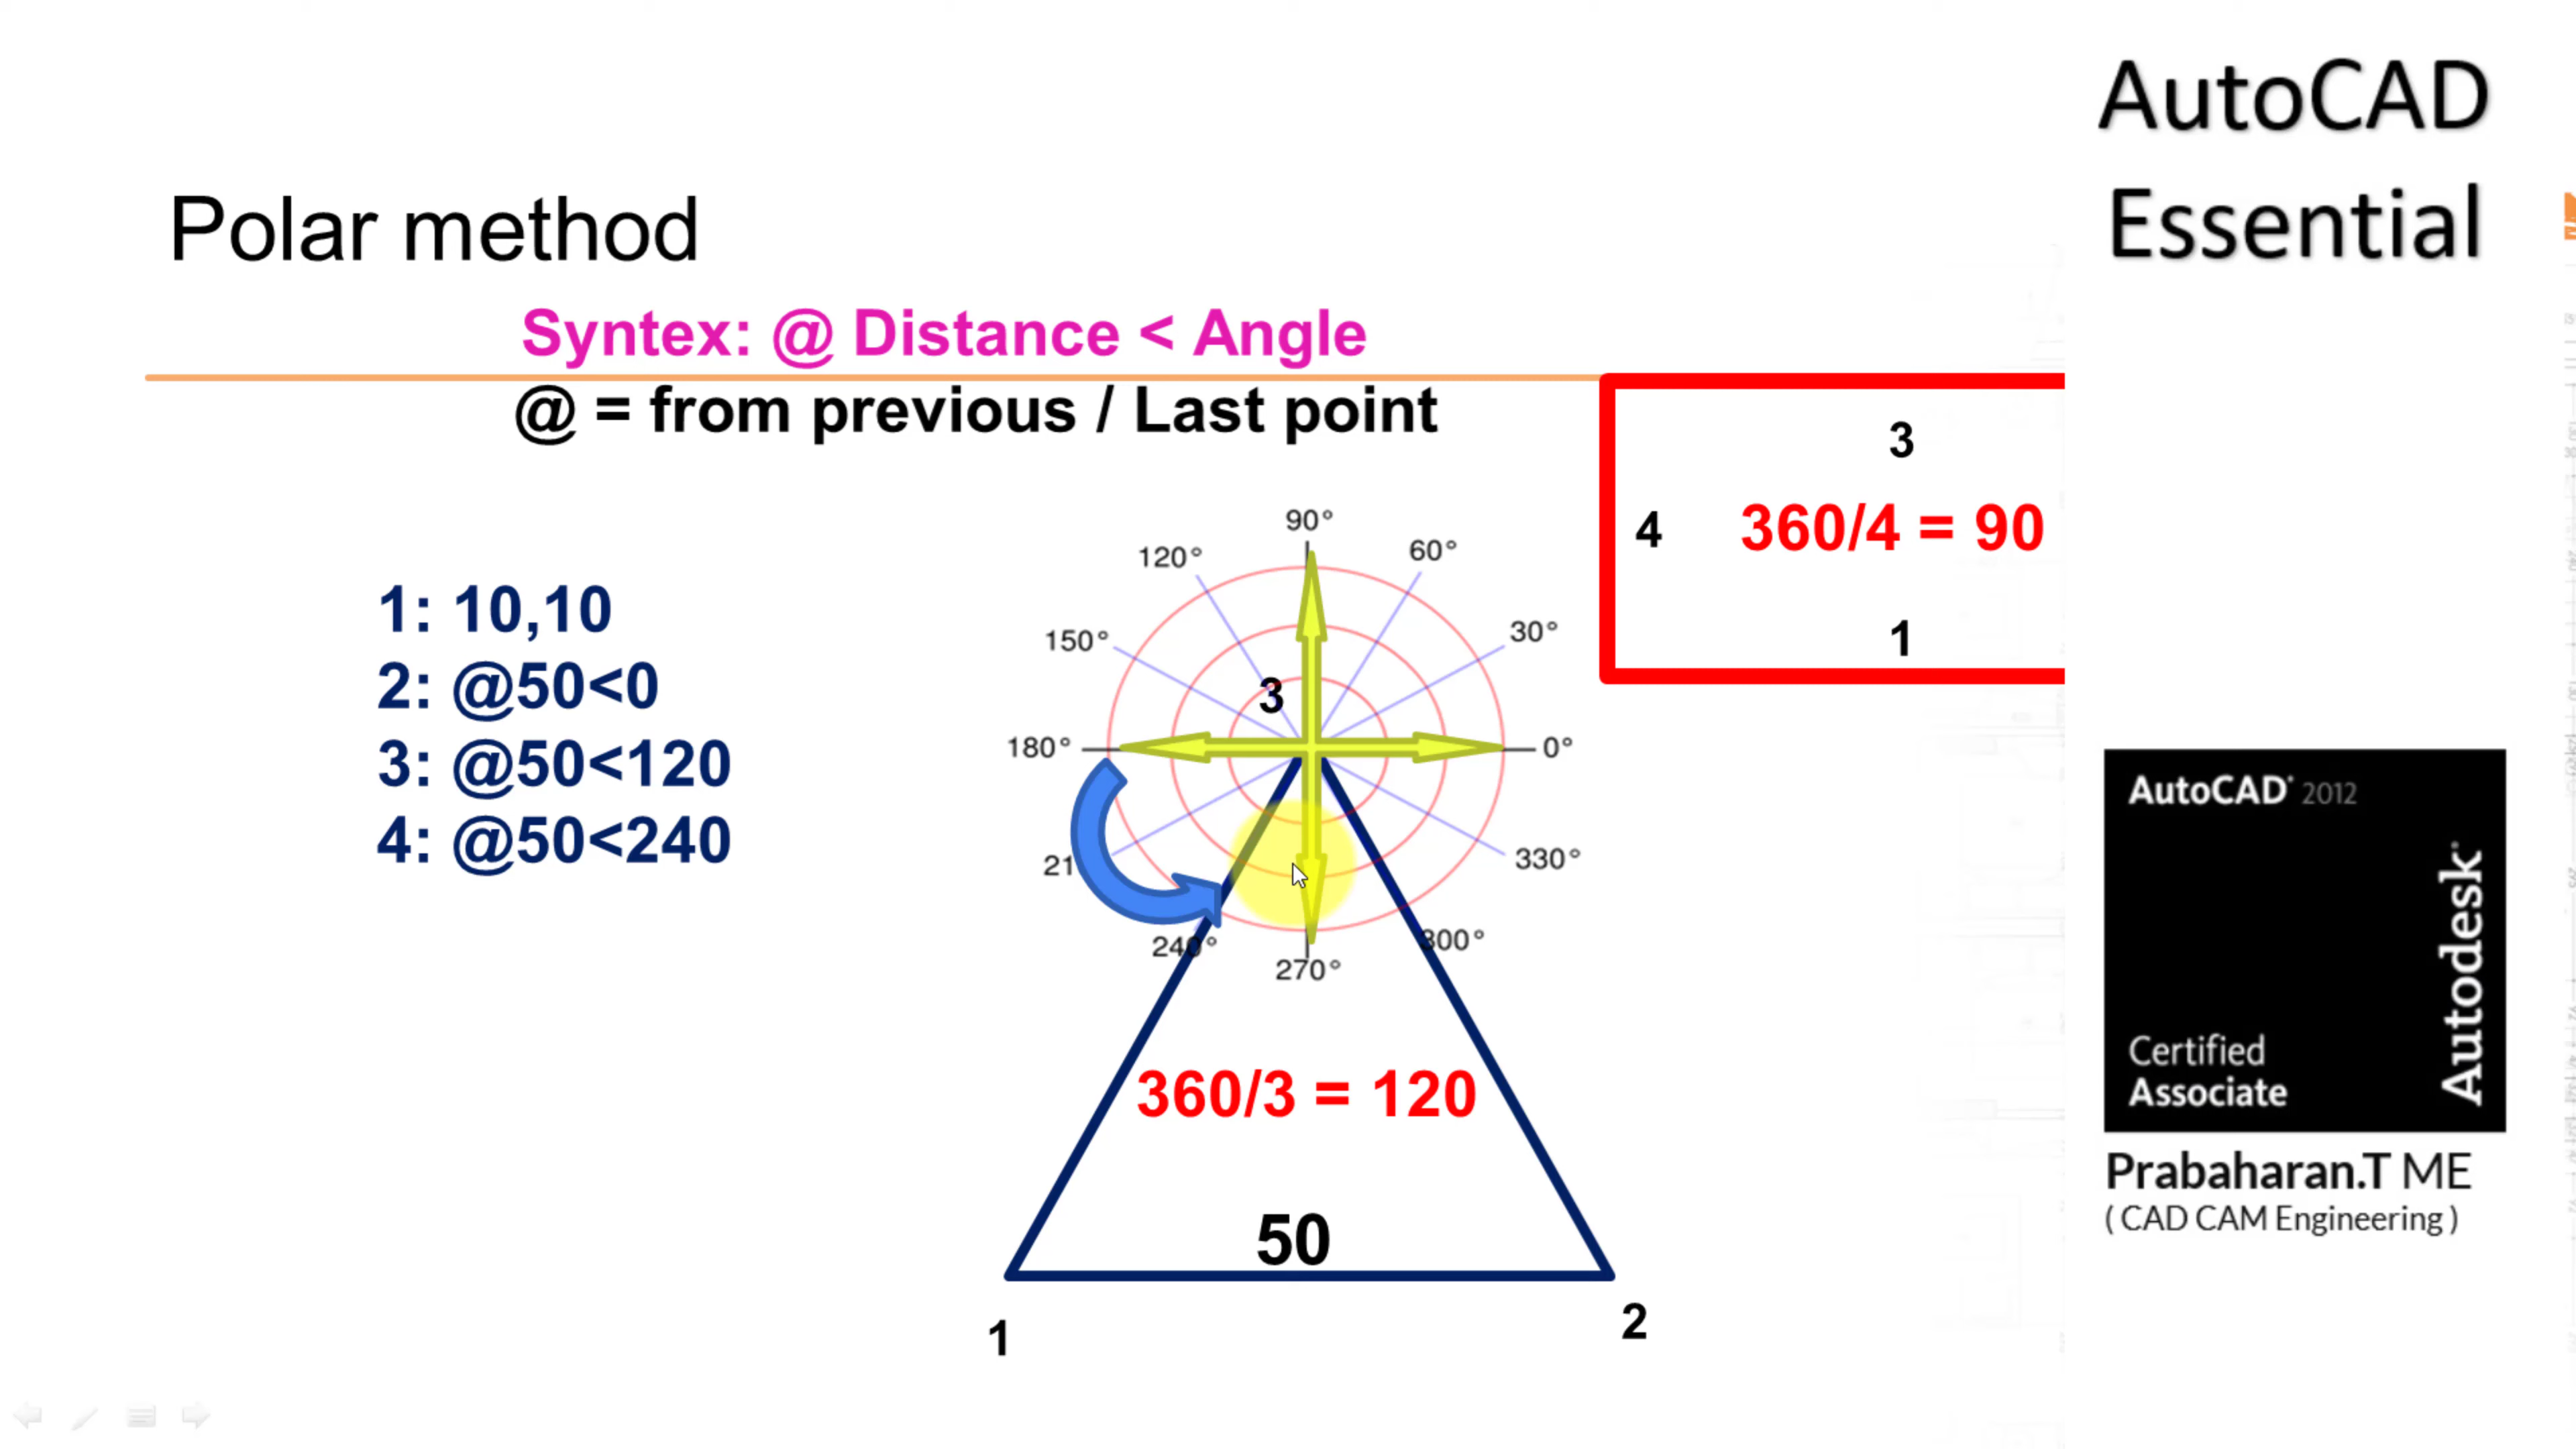 AutoCAD
Essential
Polar method
Syntex: @ Distance < Angle
@ = from previous / Last point
3
4
360/4 = 90
1
1: 10,10
2: @50<0
3: @50<120
4: @50<240
90°
120°
60°
150°
30°
3
180°
0°
21
330°
240°
300°
270°
360/3 = 120
50
1
2
AutoCAD 2012
Autodesk
Certified
Associate
Prabaharan.T ME
( CAD CAM Engineering )